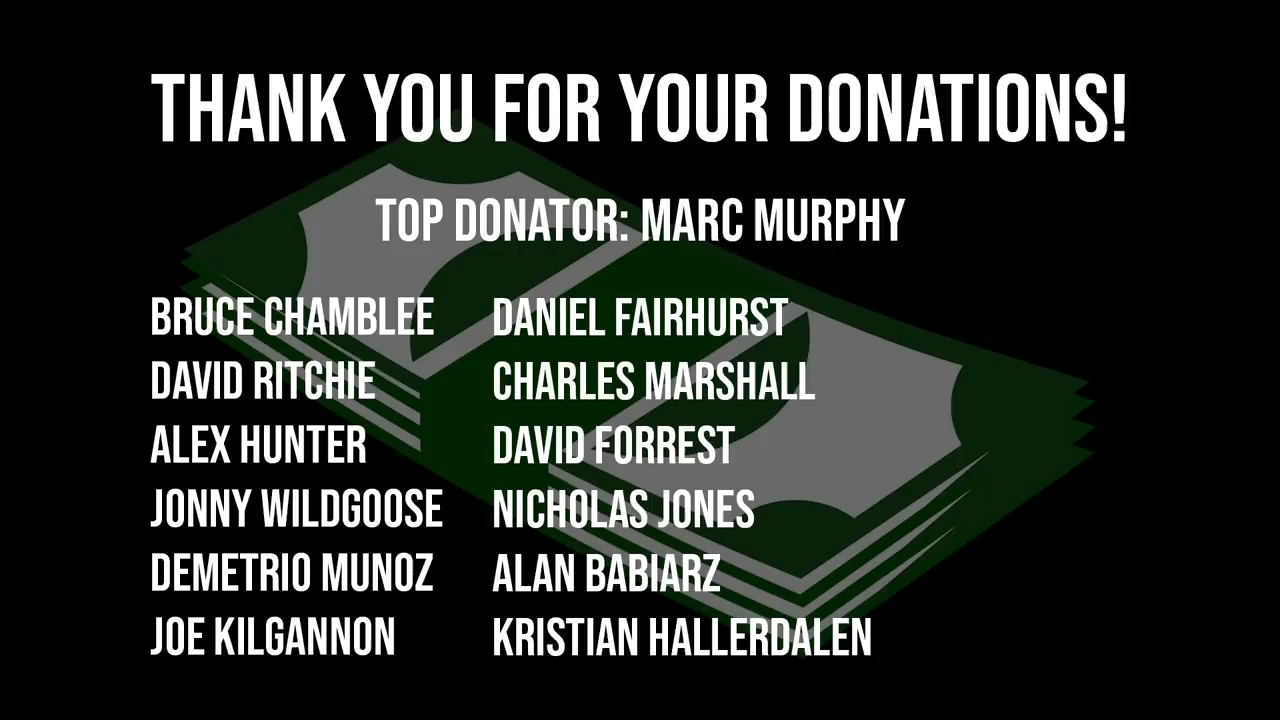 THANK YOU FOR YOUR DONATIONS!
TOP DONATOR: MARC MURPHY
BRUCE CHAMBLEE
DAVID RITCHIE
ALEX HUNTER
JONNY WILDGOOSE
DEMETRIO MUNOZ
JOE KILGANNON
DANIEL FAIRHURST
CHARLES MARSHALL
DAVID FORREST
NICHOLAS JONES
ALAN BABIARZ
KRISTIAN HALLERDALEN